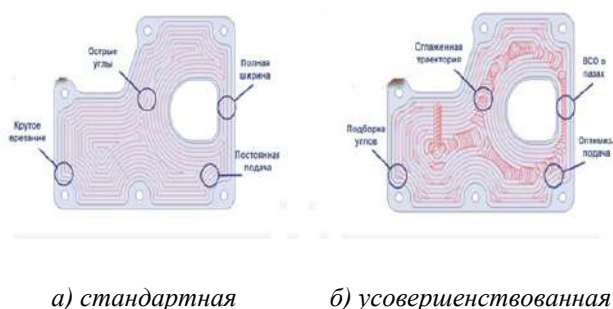 Острые
углы
Полная
ширина
Крутое
врезание
Постоянная
подача
Сглаженная
траектория
ВСО в
пазах
Подборка
углов
Оптимиз.
подача
а) стандартная
б) усовершенствованная